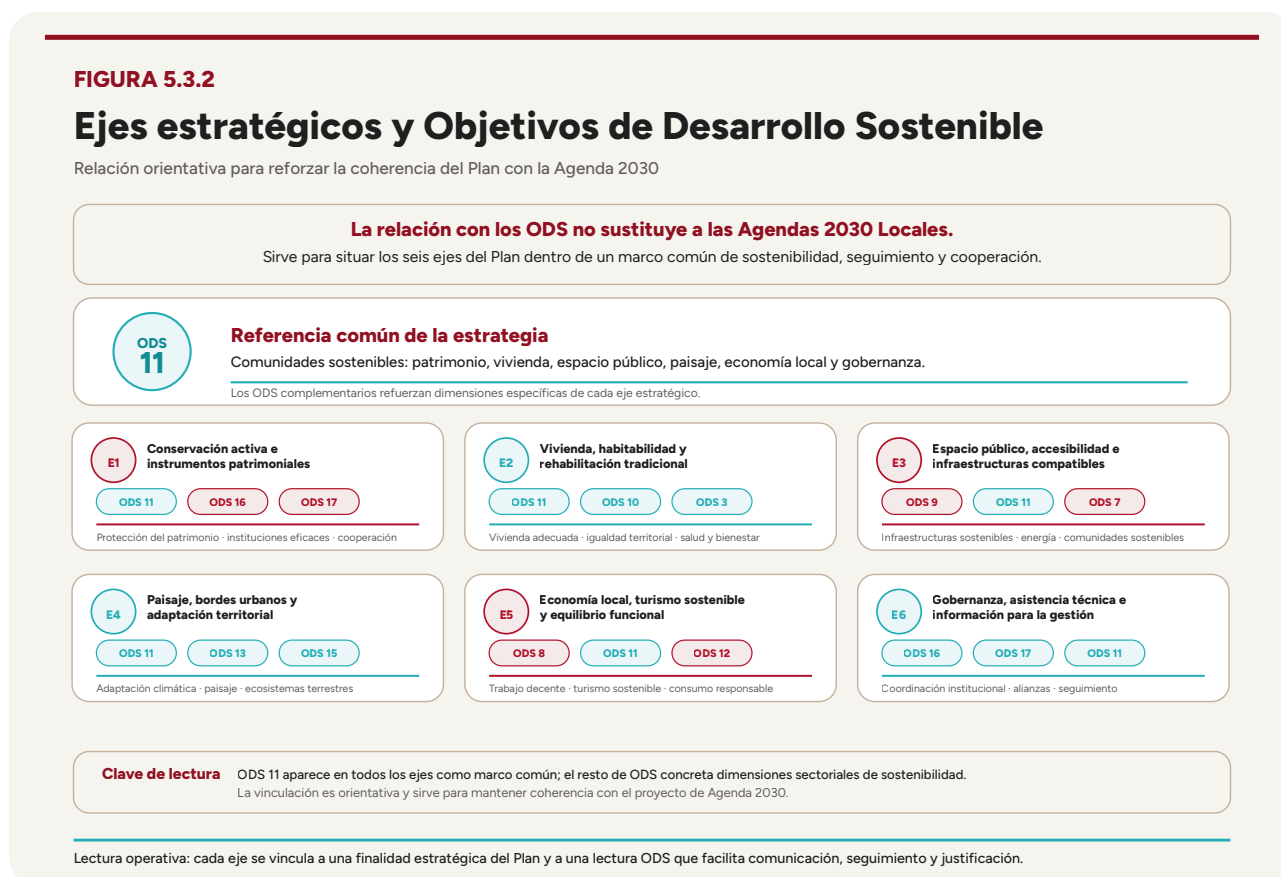 FIGURA 5.3.2
Ejes estratégicos y Objetivos de Desarrollo Sostenible
Relación orientativa para reforzar la coherencia del Plan con la Agenda 2030
La relación con los ODS no sustituye a las Agendas 2030 Locales.
Sirve para situar los seis ejes del Plan dentro de un marco común de sostenibilidad, seguimiento y cooperación.
ODS
11
Referencia común de la estrategia
Comunidades sostenibles: patrimonio, vivienda, espacio público, paisaje, economía local y gobernanza.
Los ODS complementarios refuerzan dimensiones específicas de cada eje estratégico.
E1
Conservación activa e
instrumentos patrimoniales
ODS 11 ODS 16 ODS 17
Protección del patrimonio · instituciones eficaces · cooperación
E2
Vivienda, habitabilidad y
rehabilitación tradicional
ODS 11 ODS 10 ODS 3
Vivienda adecuada · igualdad territorial · salud y bienestar
E3
Espacio público, accesibilidad e
infraestructuras compatibles
ODS 9 ODS 11 ODS 7
Infraestructuras sostenibles · energía · comunidades sostenibles
E4
Paisaje, bordes urbanos y
adaptación territorial
ODS 11 ODS 13 ODS 15
Adaptación climática · paisaje · ecosistemas terrestres
E5
Economía local, turismo sostenible
y equilibrio funcional
ODS 8 ODS 11 ODS 12
Trabajo decente · turismo sostenible · consumo responsable
E6
Gobernanza, asistencia técnica e
información para la gestión
ODS 16 ODS 17 ODS 11
Coordinación institucional · alianzas · seguimiento
Clave de lectura
ODS 11 aparece en todos los ejes como marco común; el resto de ODS concreta dimensiones sectoriales de sostenibilidad.
La vinculación es orientativa y sirve para mantener coherencia con el proyecto de Agenda 2030.
Lectura operativa: cada eje se vincula a una finalidad estratégica del Plan y a una lectura ODS que facilita comunicación, seguimiento y justificación.